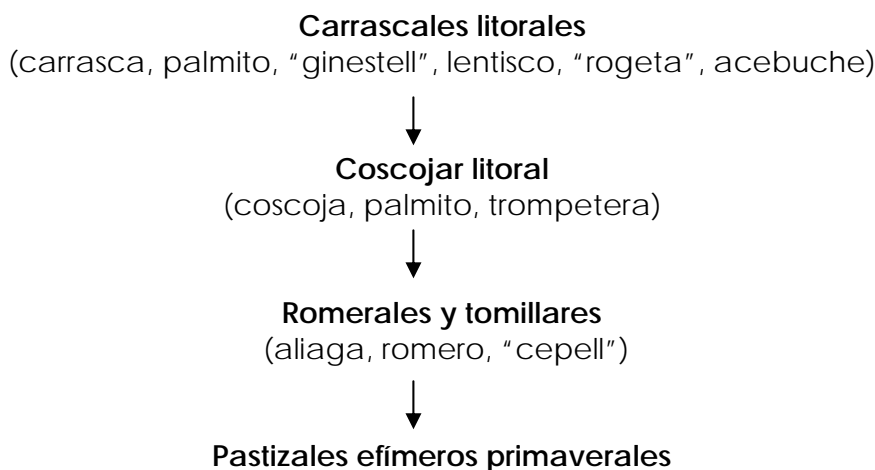 Carrascales litorales
(carrasca, palmito, “ginestell”, lentisco, “rogeta”, acebuche)
Coscojar litoral
(coscoja, palmito, trompetera)
Romerales y tomillares
(aliaga, romero, “cepell”)
Pastizales efímeros primaverales